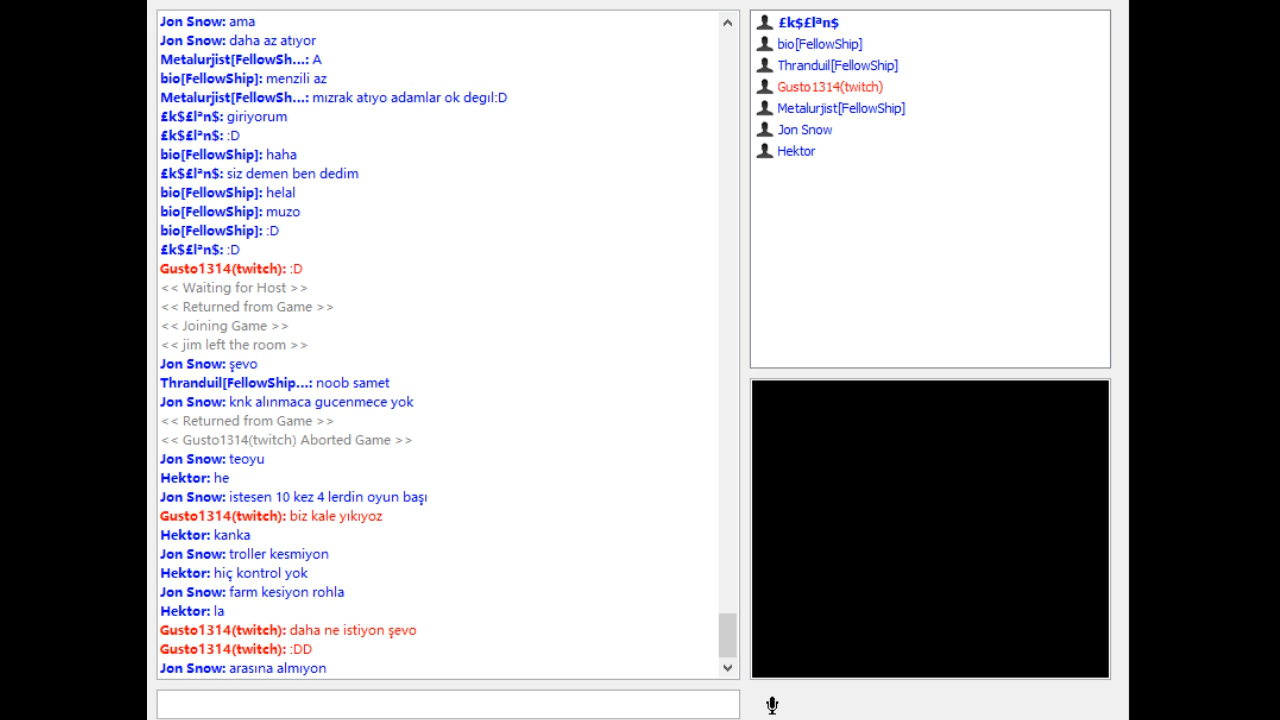 Jon Snow: ama
Jon Snow: daha az atıyor
Metalurjist[FellowSh...: A
bio[FellowShip]: menzili az
Metalurjist[FellowSh...: mızrak atıyo adamlar ok degıl:D
£k$£lªn$: giriyorum
£k$£lªn$: :D
bio[FellowShip]: haha
£k$£lªn$: siz demen ben dedim
bio[FellowShip]: helal
bio[FellowShip]: muzo
bio[FellowShip]: :D
£k$£lªn$: :D
Gusto1314(twitch): :D
<< Waiting for Host >>
<< Returned from Game >>
<< Joining Game >>
<< jim left the room >>
Jon Snow: şevo
Thranduil[FellowShip...: noob samet
Jon Snow: knk alınmaca gucenmece yok
<< Returned from Game >>
<< Gusto1314(twitch) Aborted Game >>
Jon Snow: teoyu
Hektor: he
Jon Snow: istesen 10 kez 4 lerdin oyun başı
Gusto1314(twitch): biz kale yıkıyoz
Hektor: kanka
Jon Snow: troller kesmiyon
Hektor: hiç kontrol yok
Jon Snow: farm kesiyon rohla
Hektor: la
Gusto1314(twitch): daha ne istiyon şevo
Gusto1314(twitch): :DD
Jon Snow: arasına almıyon
£k$£lªn$
bio[FellowShip]
Thranduil[FellowShip]
Gusto1314(twitch)
Metalurjist[FellowShip]
Jon Snow
Hektor